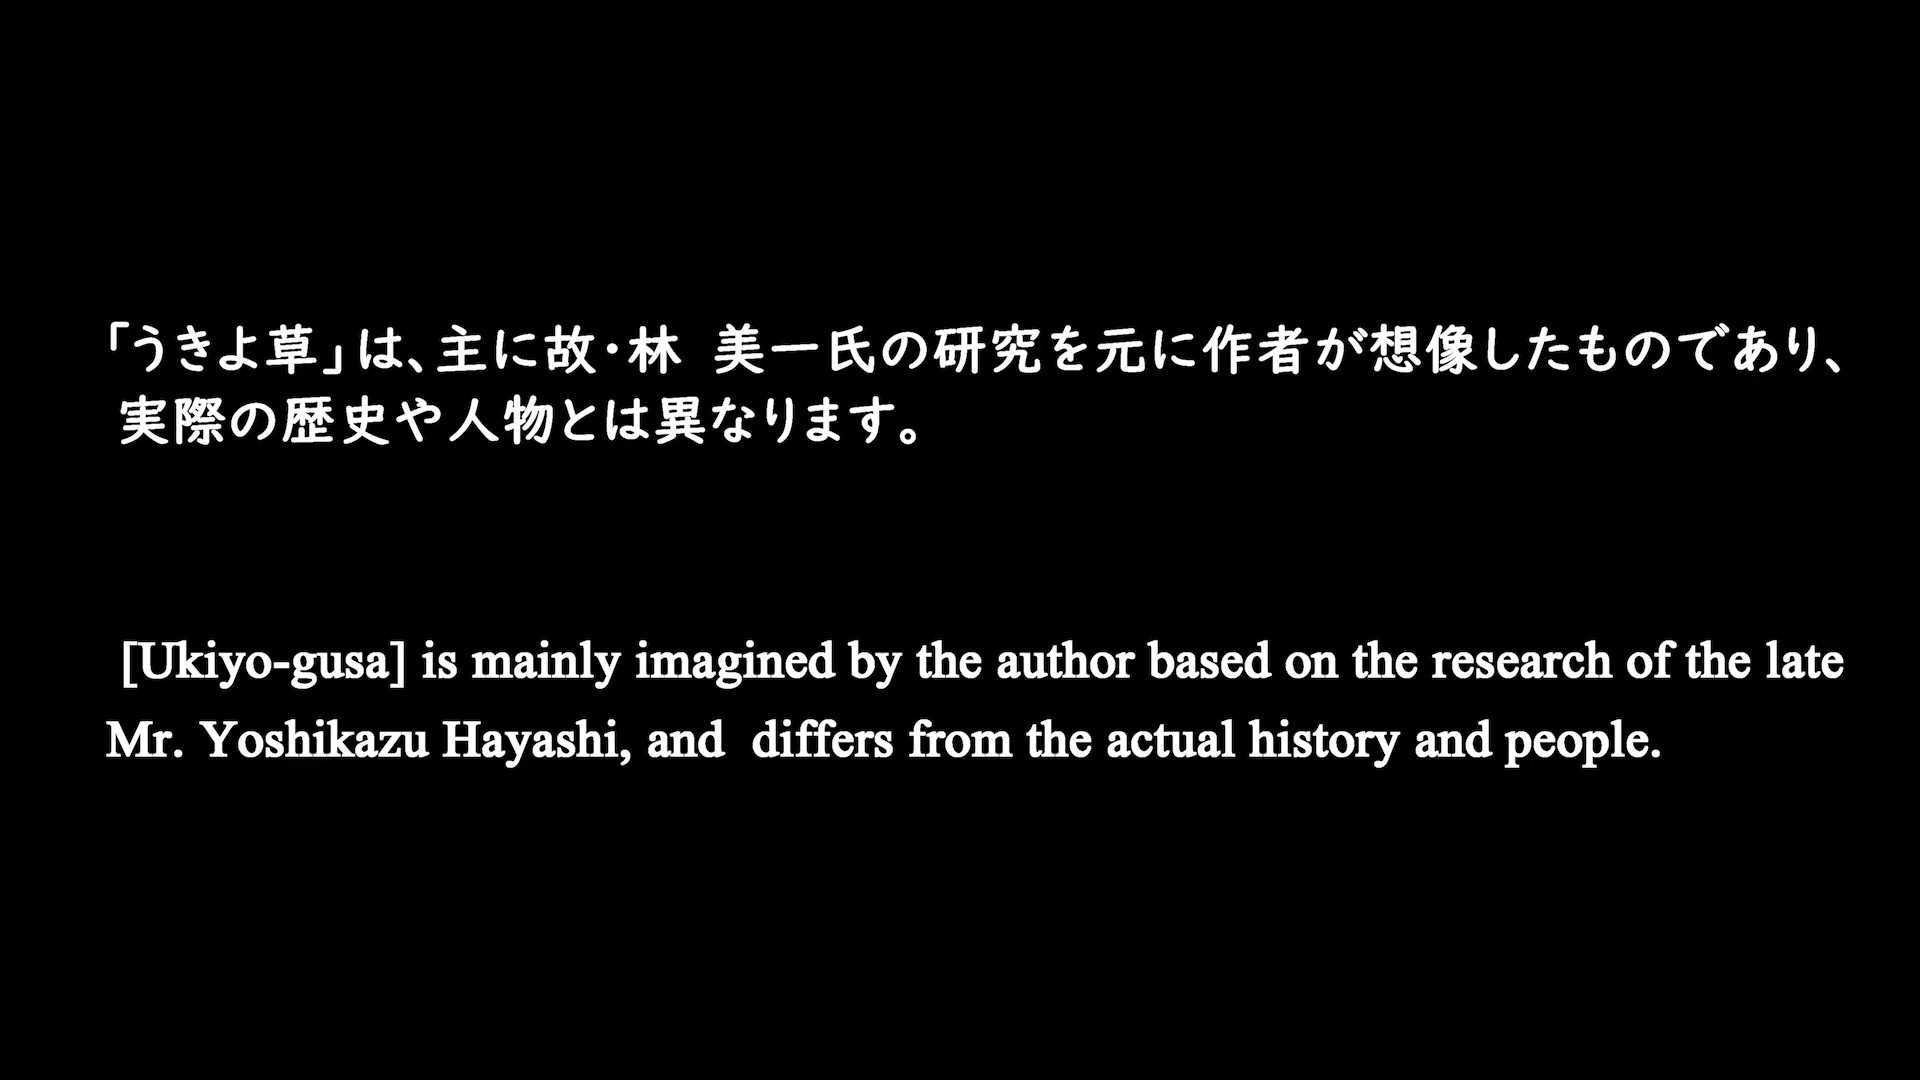 「うきよ草」は、主に故・林　美一氏の研究を元に作者が想像したものであり、
実際の歴史や人物とは異なります。
[Ukiyo-gusa] is mainly imagined by the author based on the research of the late
Mr. Yoshikazu Hayashi, and  differs from the actual history and people.